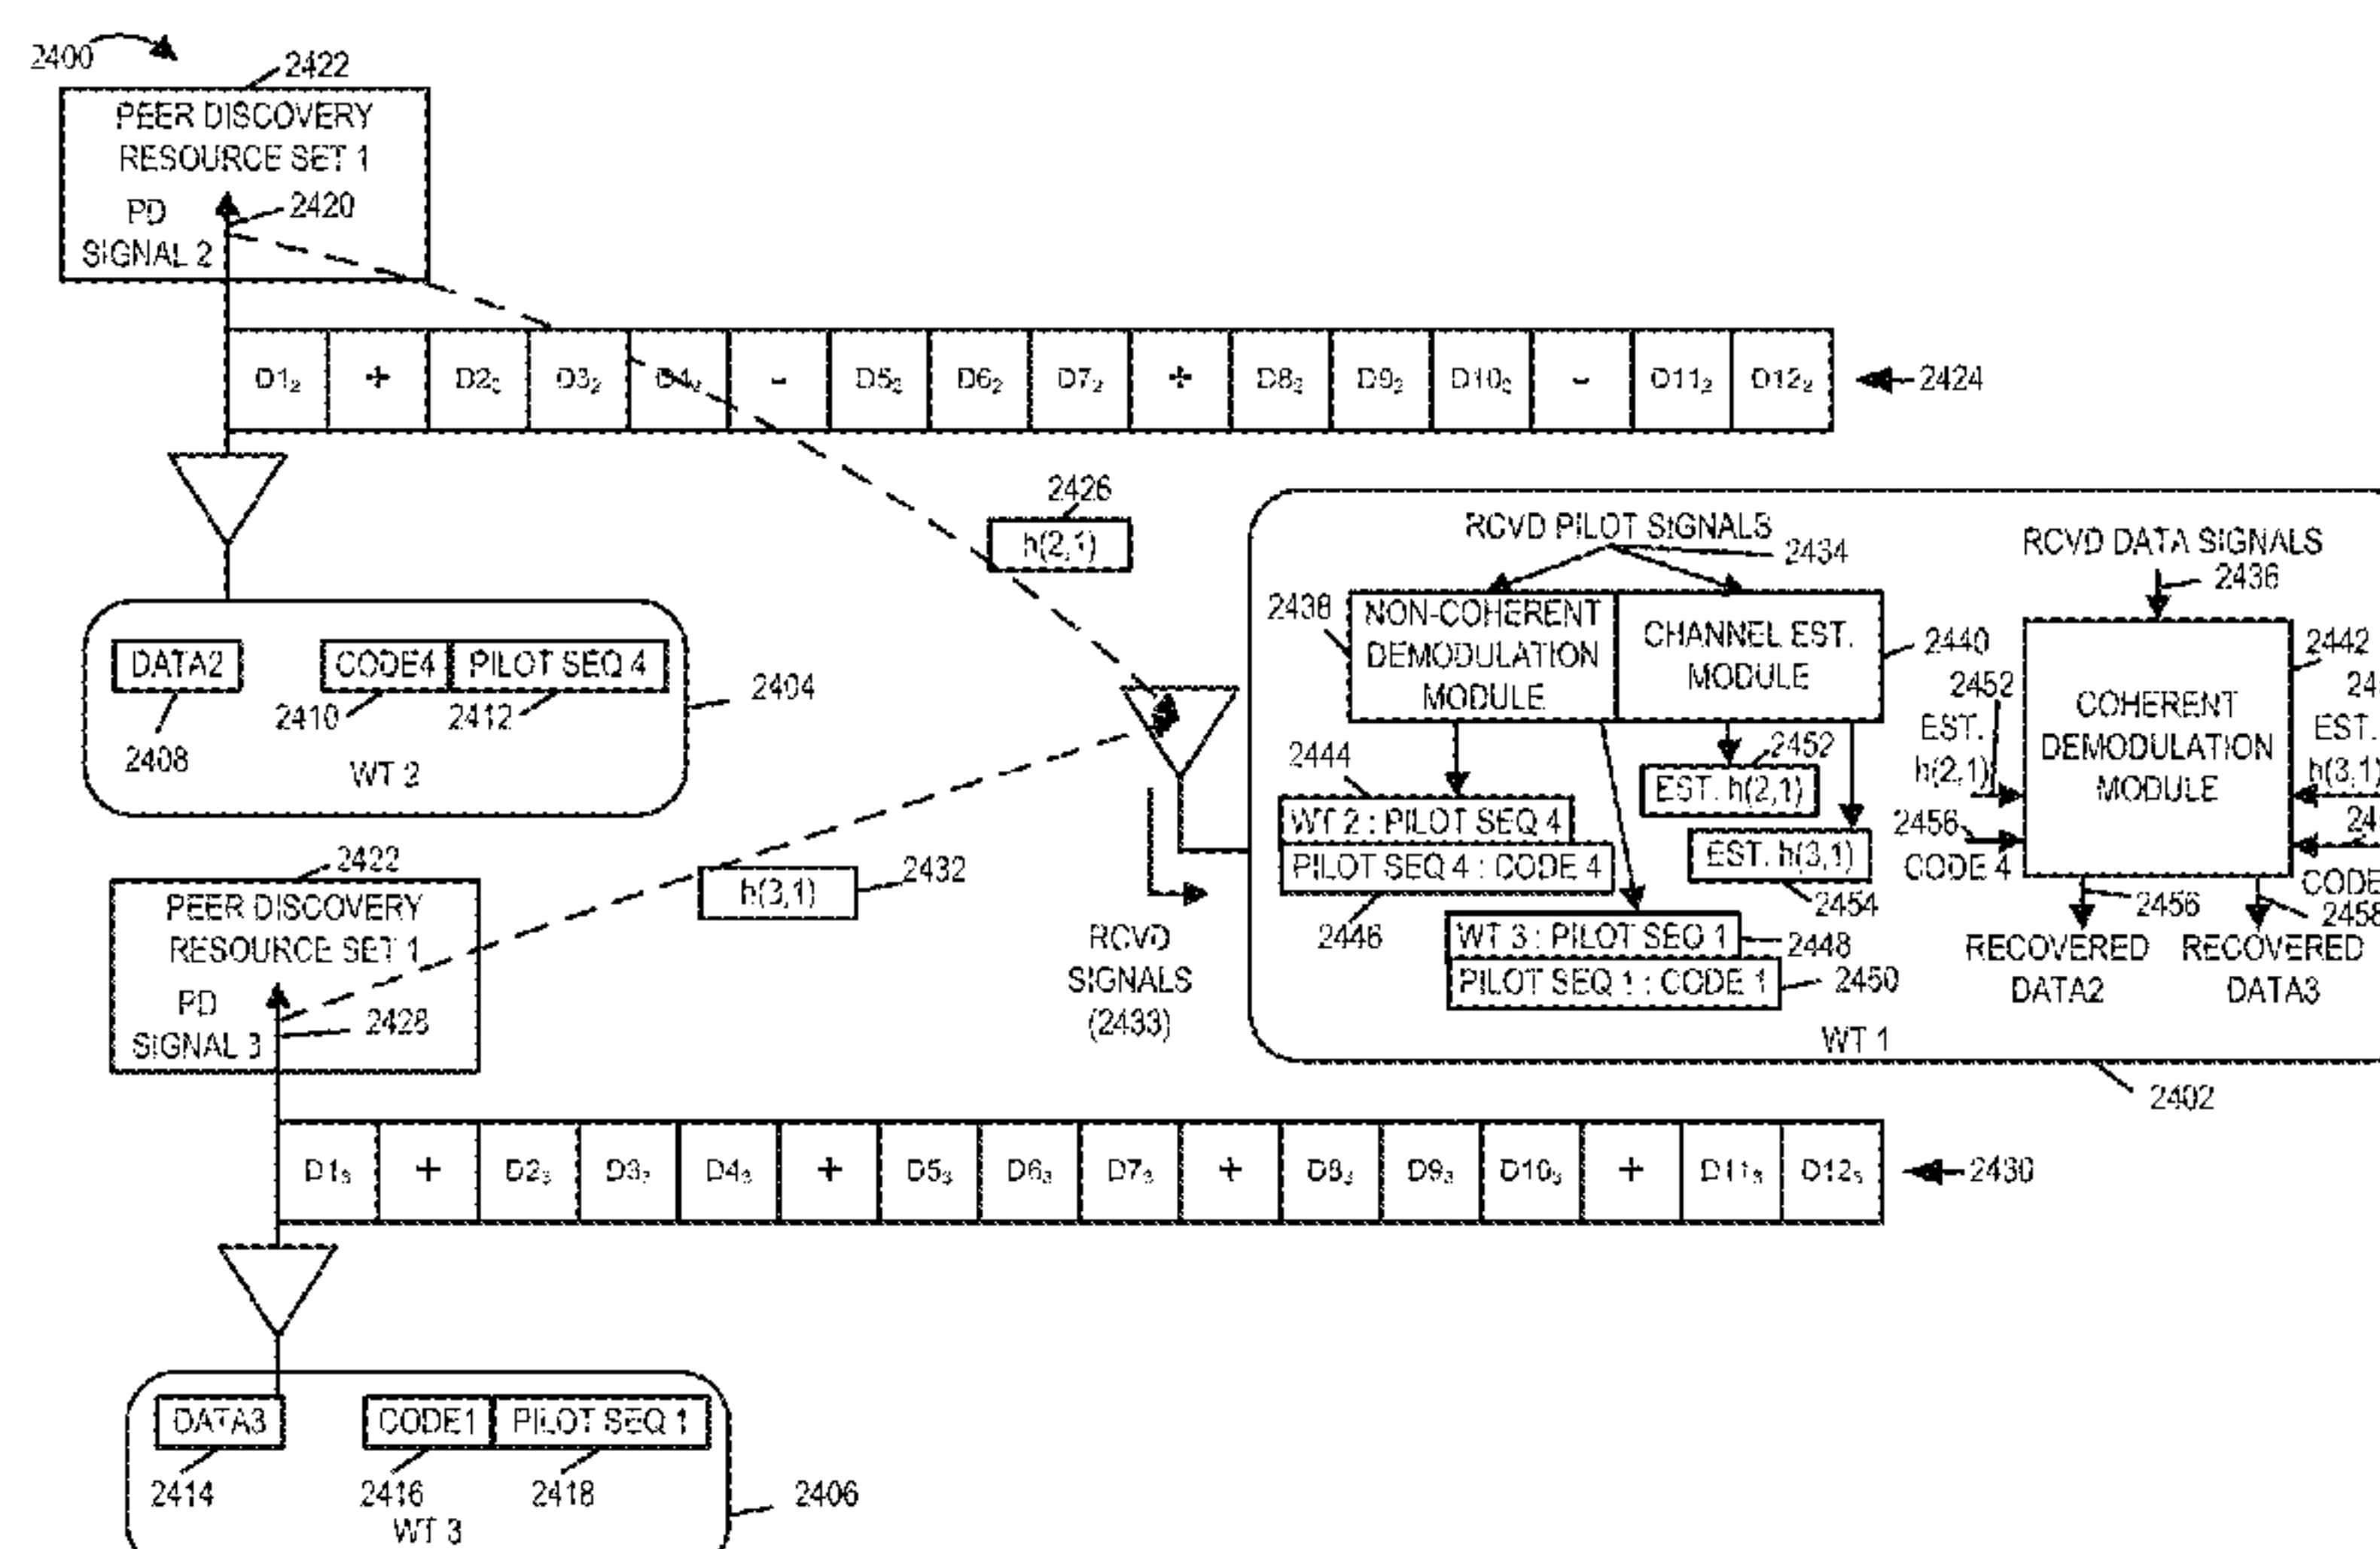 2400
2422
PEER DISCOVERY
RESOURCE SET 1
PD
SIGNAL 2
2420
D1₂ + D2₂ D3₂ D4₂ - D5₂ D6₂ D7₂ + D8₂ D9₂ D10₂ - D11₂ D12₂
2424
2426
h(2,1)
DATA2
CODE4 PILOT SEQ 4
2408
2410
2412
2404
WT 2
2422
PEER DISCOVERY
RESOURCE SET 1
PD
SIGNAL 3
2428
h(3,1)
2432
RCVD
SIGNALS
(2433)
RCVD PILOT SIGNALS
2434
2438
NON-COHERENT
DEMODULATION
MODULE
CHANNEL EST.
MODULE
2440
2444
WT 2 : PILOT SEQ 4
PILOT SEQ 4 : CODE 4
2446
2452
EST. h(2,1)
EST. h(3,1)
2454
WT 3 : PILOT SEQ 1
2448
PILOT SEQ 1 : CODE 1
2450
RCVD DATA SIGNALS
2436
2442
COHERENT
DEMODULATION
MODULE
2452
EST.
h(2,1)
2456
CODE 4
24
EST.
h(3,1)
24
CODE
2456
2458
RECOVERED
DATA2
RECOVERED
DATA3
WT 1
2402
D1₃ + D2₃ D3₃ D4₃ + D5₃ D6₃ D7₃ + D8₃ D9₃ D10₃ + D11₃ D12₃
2430
DATA3
CODE1 PILOT SEQ 1
2414
2416
2418
2406
WT 3